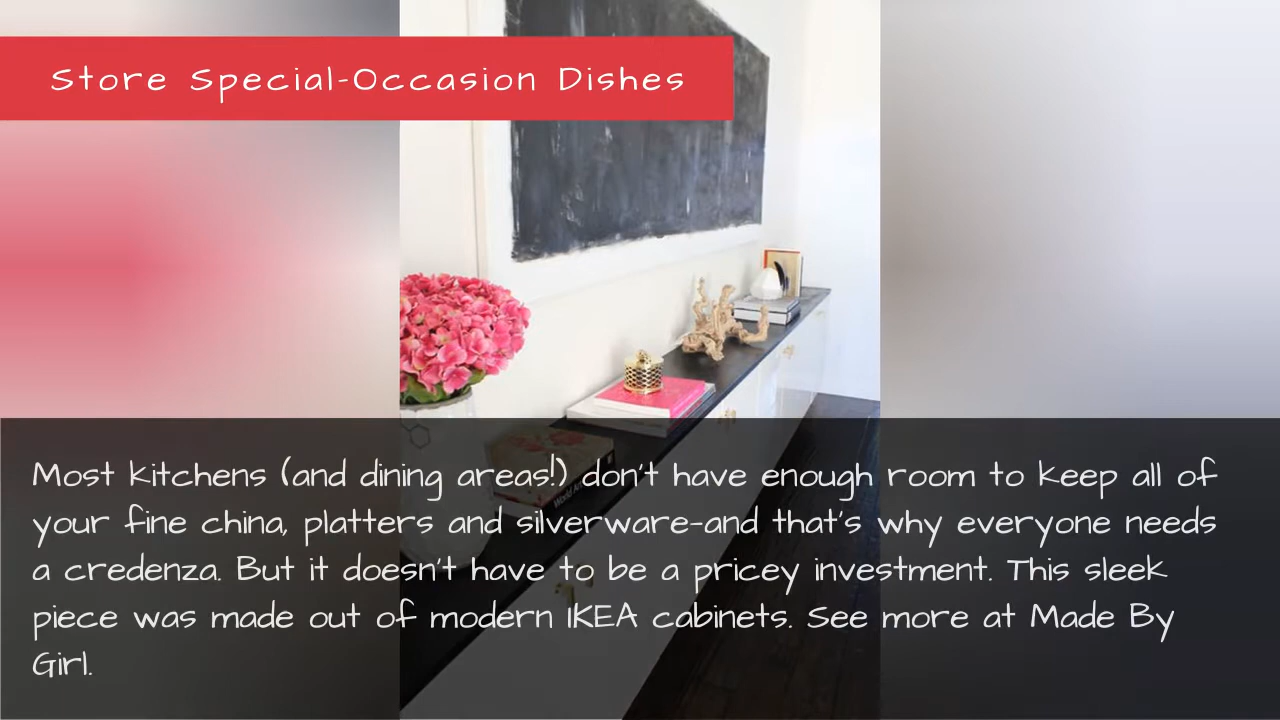 Store Special-Occasion Dishes
Most kitchens (and dining areas!) don't have enough room to keep all of
your fine china, platters and silverware-and that's why everyone needs
a credenza. But it doesn't have to be a pricey investment. This sleek
piece was made out of modern IKEA cabinets. See more at Made By
Girl.